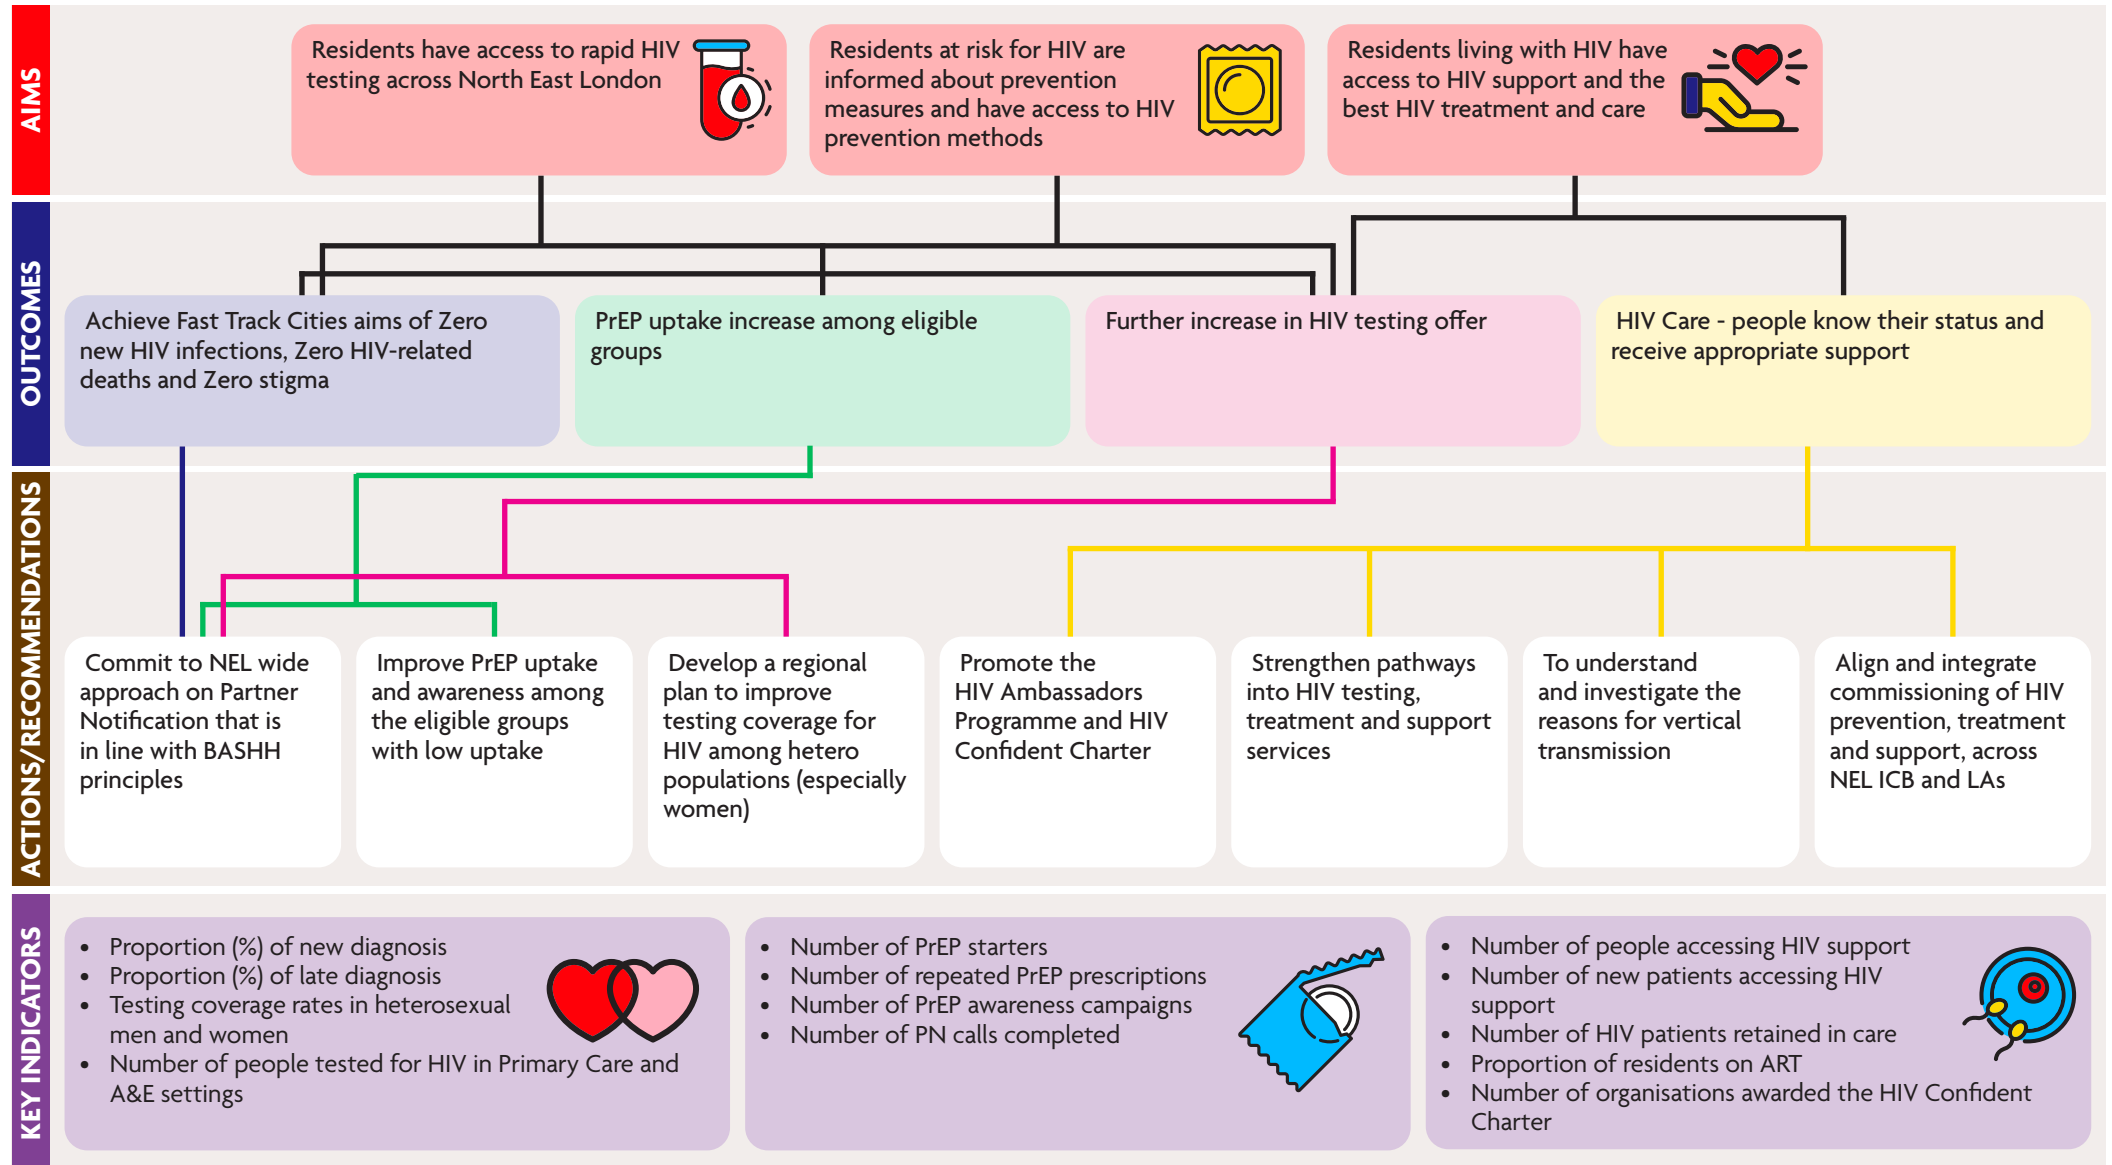 AIMS
Residents have access to rapid HIV
testing across North East London
Residents at risk for HIV are
informed about prevention
measures and have access to HIV
prevention methods
Residents living with HIV have
access to HIV support and the
best HIV treatment and care
OUTCOMES
Achieve Fast Track Cities aims of Zero
new HIV infections, Zero HIV-related
deaths and Zero stigma
PrEP uptake increase among eligible
groups
Further increase in HIV testing offer
HIV Care - people know their status and
receive appropriate support
ACTIONS/RECOMMENDATIONS
Commit to NEL wide
approach on Partner
Notification that is
in line with BASHH
principles
Improve PrEP uptake
and awareness among
the eligible groups
with low uptake
Develop a regional
plan to improve
testing coverage for
HIV among hetero
populations (especially
women)
Promote the
HIV Ambassadors
Programme and HIV
Confident Charter
Strengthen pathways
into HIV testing,
treatment and support
services
To understand
and investigate the
reasons for vertical
transmission
Align and integrate
commissioning of HIV
prevention, treatment
and support, across
NEL ICB and LAs
KEY INDICATORS
• Proportion (%) of new diagnosis
• Proportion (%) of late diagnosis
• Testing coverage rates in heterosexual
men and women
• Number of people tested for HIV in Primary Care and
A&E settings
• Number of PrEP starters
• Number of repeated PrEP prescriptions
• Number of PrEP awareness campaigns
• Number of PN calls completed
• Number of people accessing HIV support
• Number of new patients accessing HIV
support
• Number of HIV patients retained in care
• Proportion of residents on ART
• Number of organisations awarded the HIV Confident
Charter